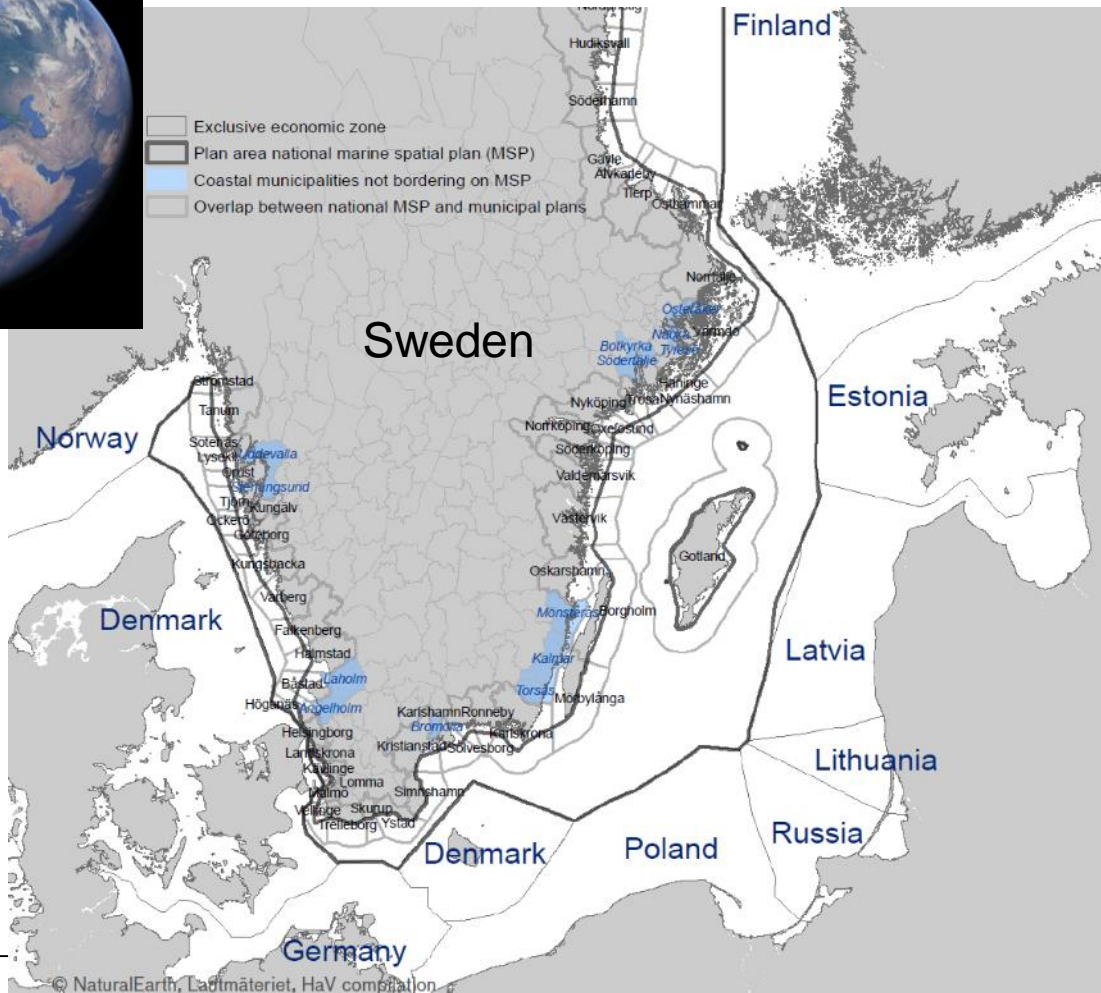 Hudiksvall
Finland
Söderhamn
Exclusive economic zone
Plan area national marine spatial plan (MSP)
Coastal municipalities not bordering on MSP
Overlap between national MSP and municipal plans
Gävle
Älvkarleby
Tierp
Östhammar
Norrtälje
Österåker
Sweden
Värmdö
Nacka
Botkyrka
Tyresö
Södertälje
Haninge
Strömstad
Estonia
Nyköping
Trosa
Nynäshamn
Tanum
Norrköping
Oxelösund
Norway
Sotenäs
Söderköping
Lysekil
Uddevalla
Valdemarsvik
Orust
Stenungsund
Tjörn
Kungälv
Öckerö
Västervik
Göteborg
Gotland
Kungsbacka
Oskarshamn
Varberg
Mönsterås
Borgholm
Denmark
Falkenberg
Halmstad
Latvia
Kalmar
Laholm
Båstad
Torsås
Mörbylånga
Höganäs
Ängelholm
Karlshamn
Ronneby
Bromölla
Helsingborg
Karlskrona
Kristianstad
Sölvesborg
Landskrona
Lithuania
Kävlinge
Lomma
Malmö
Simrishamn
Vellinge
Skurup
Trelleborg
Ystad
Russia
Denmark
Poland
Germany
© NaturalEarth, Lantmäteriet, HaV compilation